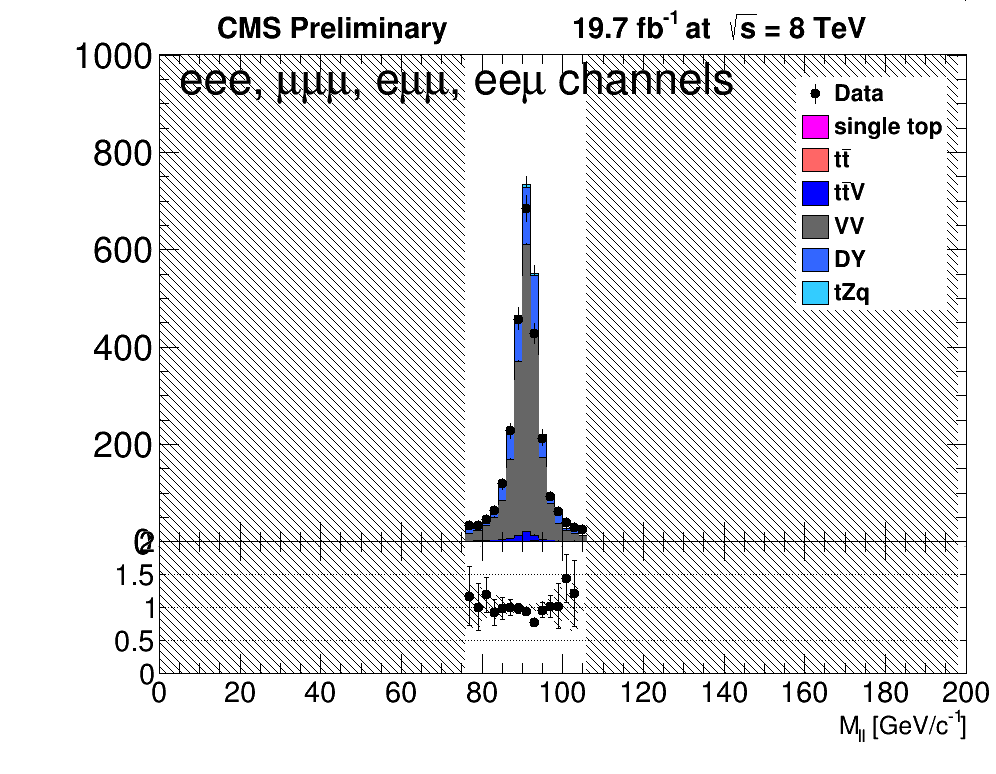 CMS Preliminary 19.7 fb⁻¹ at √s = 8 TeV
eee, μμμ, eμμ, eeμ channels
Data
single top
tt̄
tt̄V
VV
DY
tZq
1000
800
600
400
200
0
2
1.5
1
0.5
0
0 20 40 60 80 100 120 140 160 180 200
M_ll [GeV/c⁻¹]